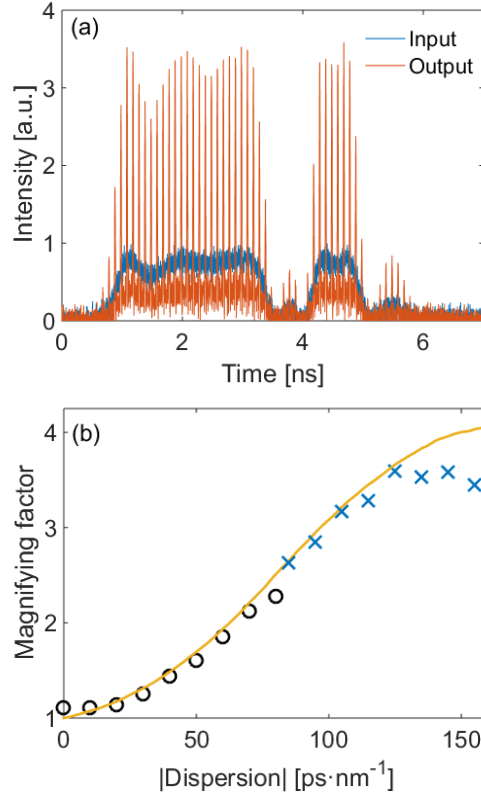 (a)
Input
Output
Intensity [a.u.]
4
3
2
1
0
0 2 4 6
Time [ns]
(b)
Magnifying factor
4
3
2
1
0 50 100 150
|Dispersion| [ps·nm-1]